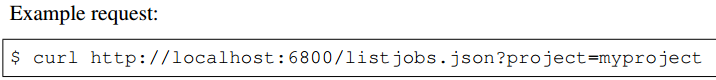 Example request:
$ curl http://localhost:6800/listjobs.json?project=myproject